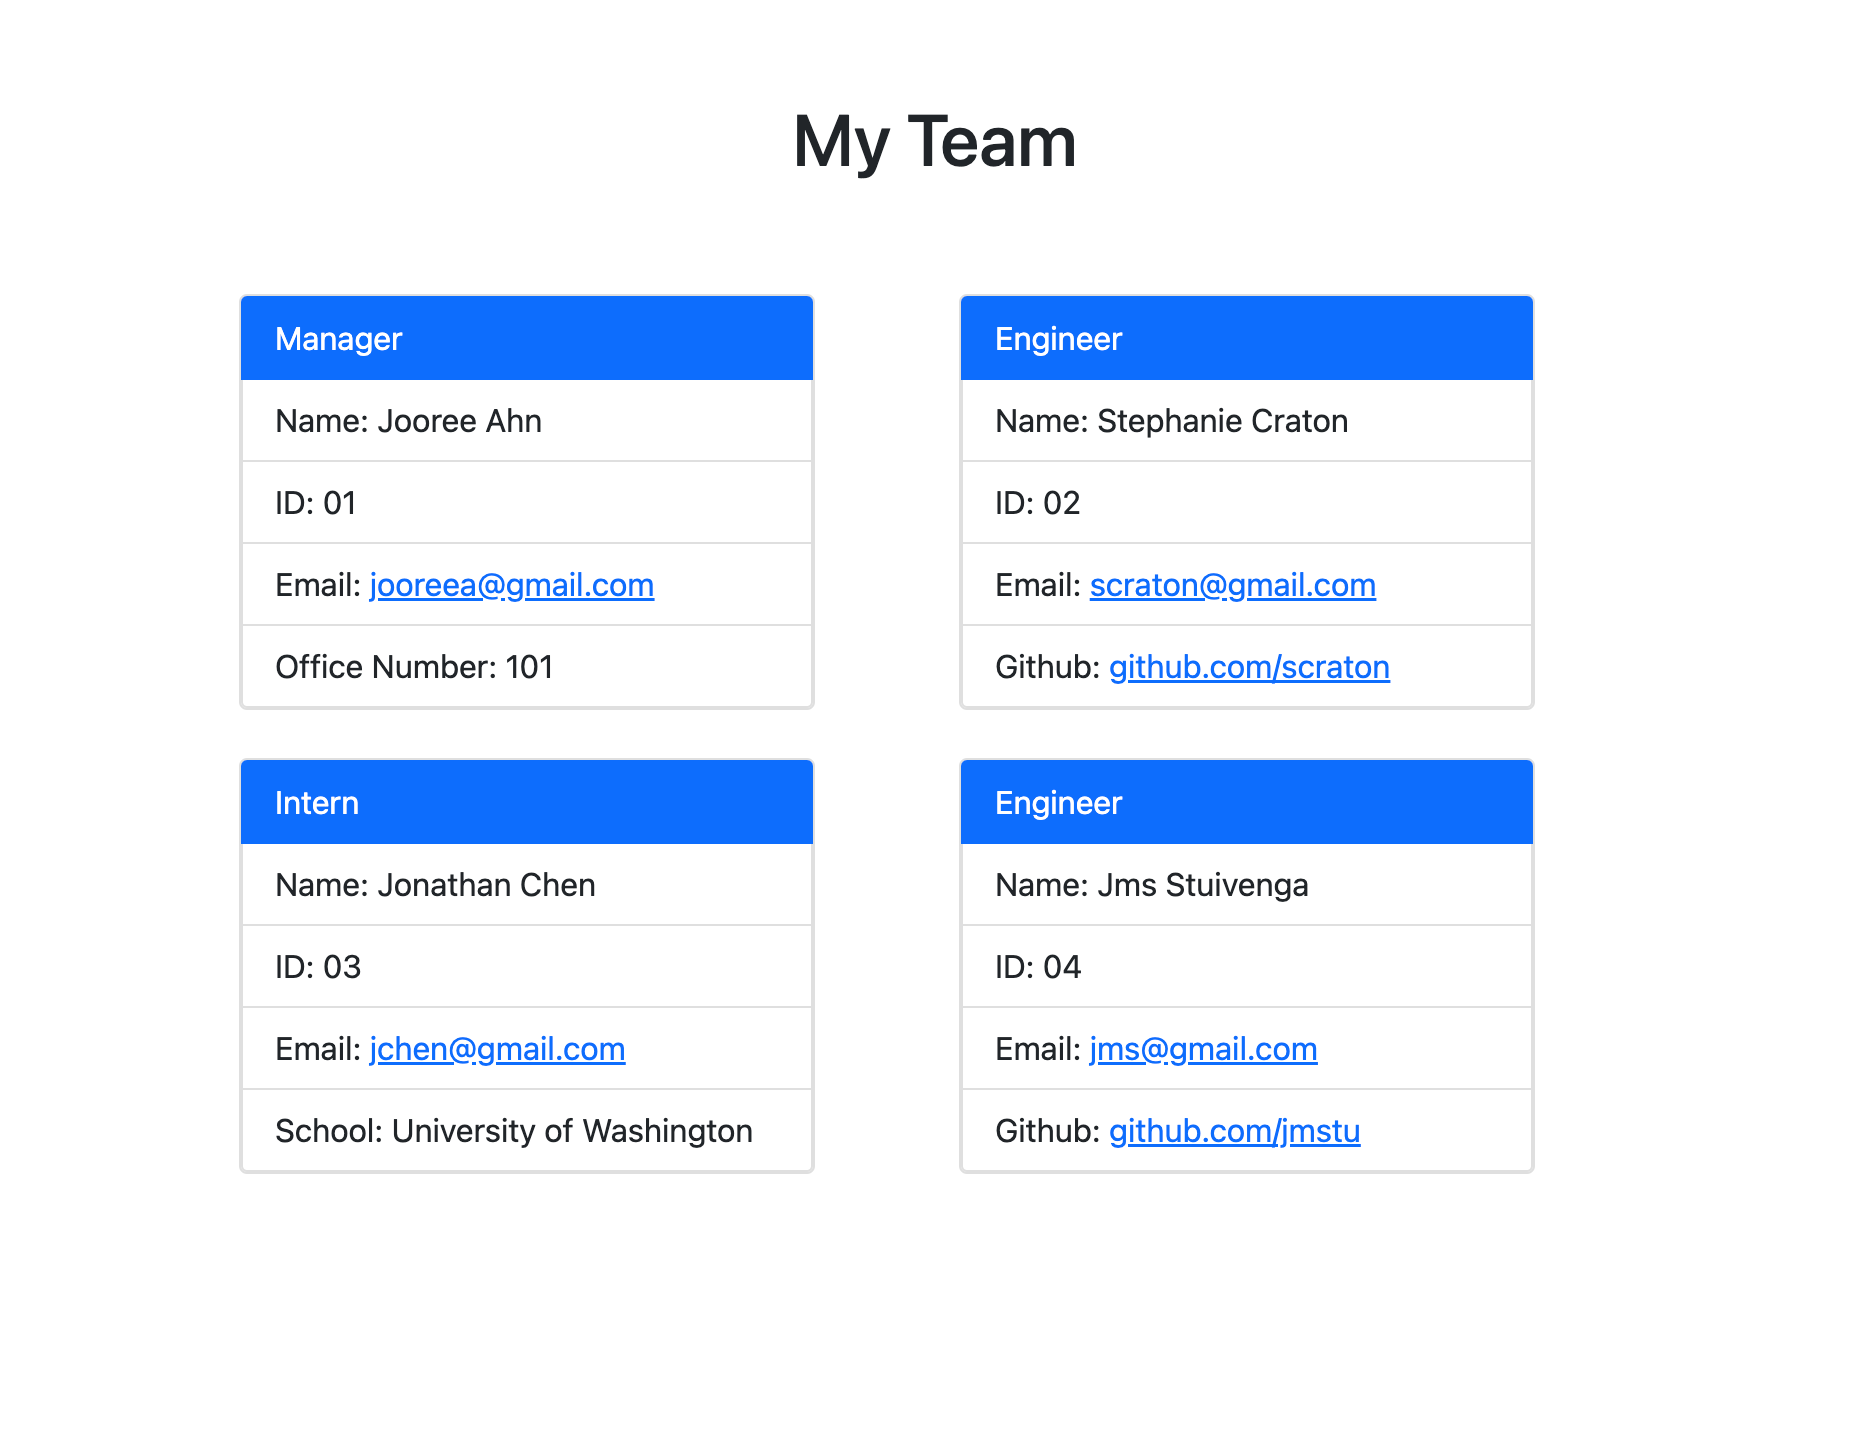 My Team
Manager
Name: Jooree Ahn
ID: 01
Email: jooreea@gmail.com
Office Number: 101
Engineer
Name: Stephanie Craton
ID: 02
Email: scraton@gmail.com
Github: github.com/scraton
Intern
Name: Jonathan Chen
ID: 03
Email: jchen@gmail.com
School: University of Washington
Engineer
Name: Jms Stuivenga
ID: 04
Email: jms@gmail.com
Github: github.com/jmstu